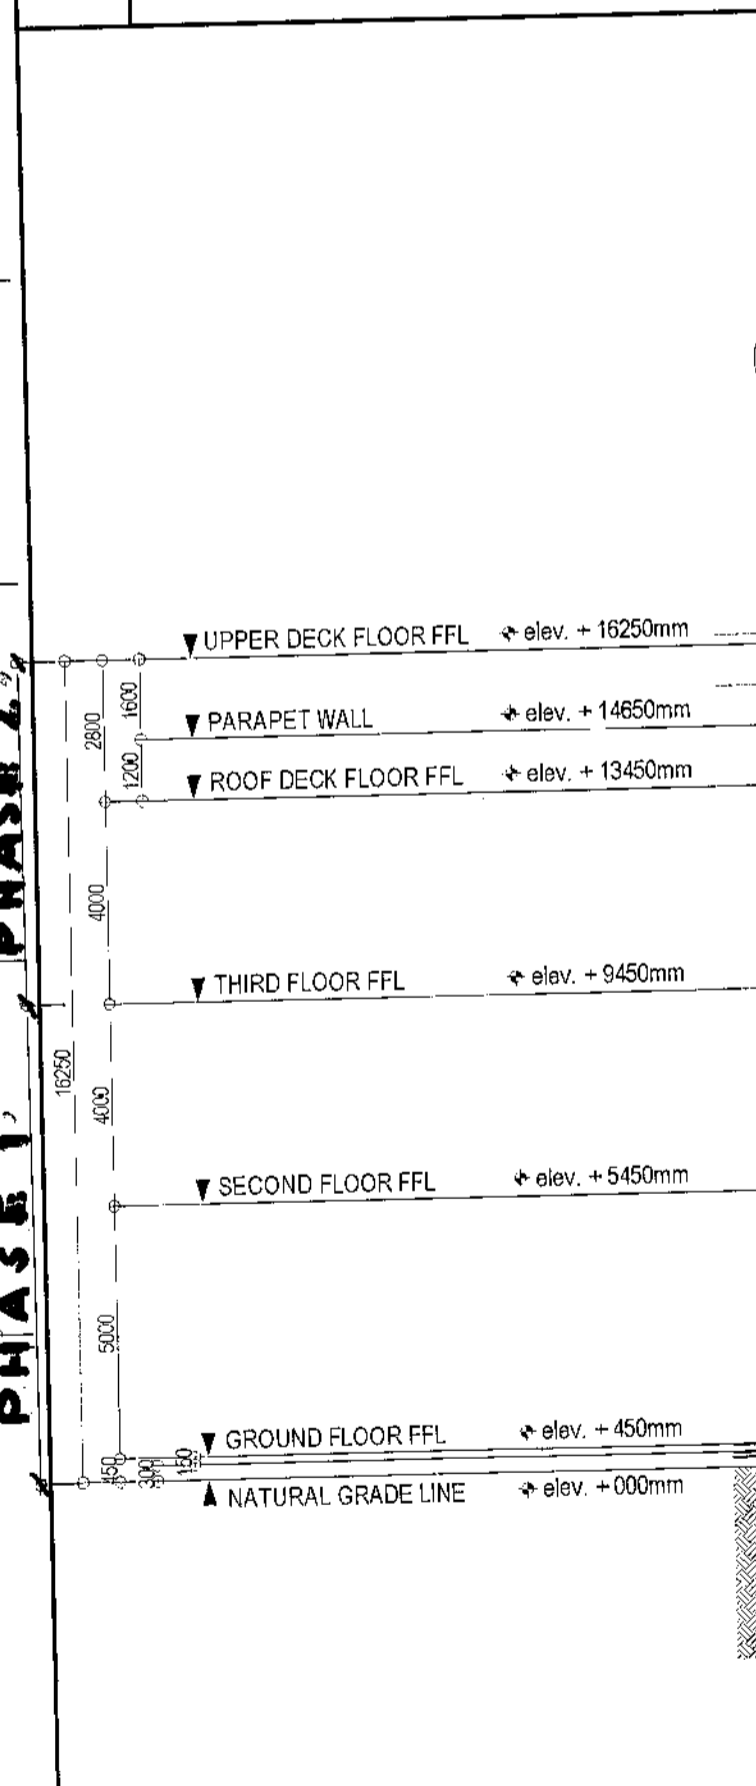 UPPER DECK FLOOR FFL elev. + 16250mm
1600
PARAPET WALL elev. + 14650mm
2800
1200
ROOF DECK FLOOR FFL elev. + 13450mm
4000
THIRD FLOOR FFL elev. + 9450mm
16250
4000
SECOND FLOOR FFL elev. + 5450mm
5000
GROUND FLOOR FFL elev. + 450mm
450
300
150
NATURAL GRADE LINE elev. +000mm
PHASE 1,
PHASE